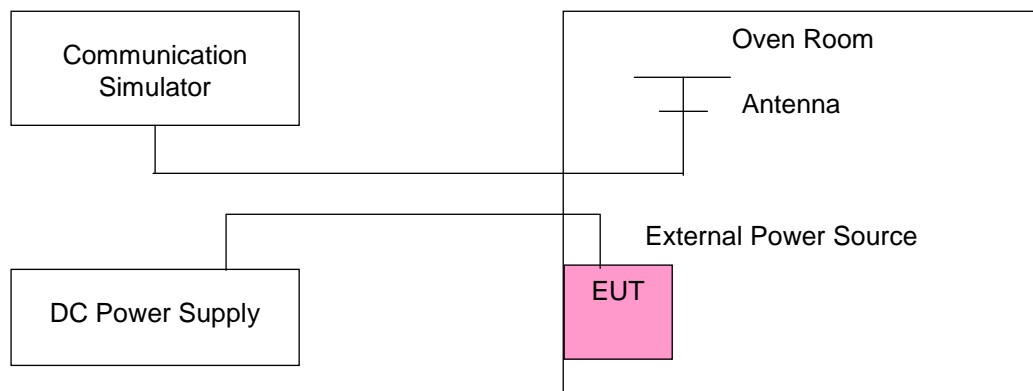 Communication
Simulator
Oven Room
Antenna
External Power Source
DC Power Supply
EUT